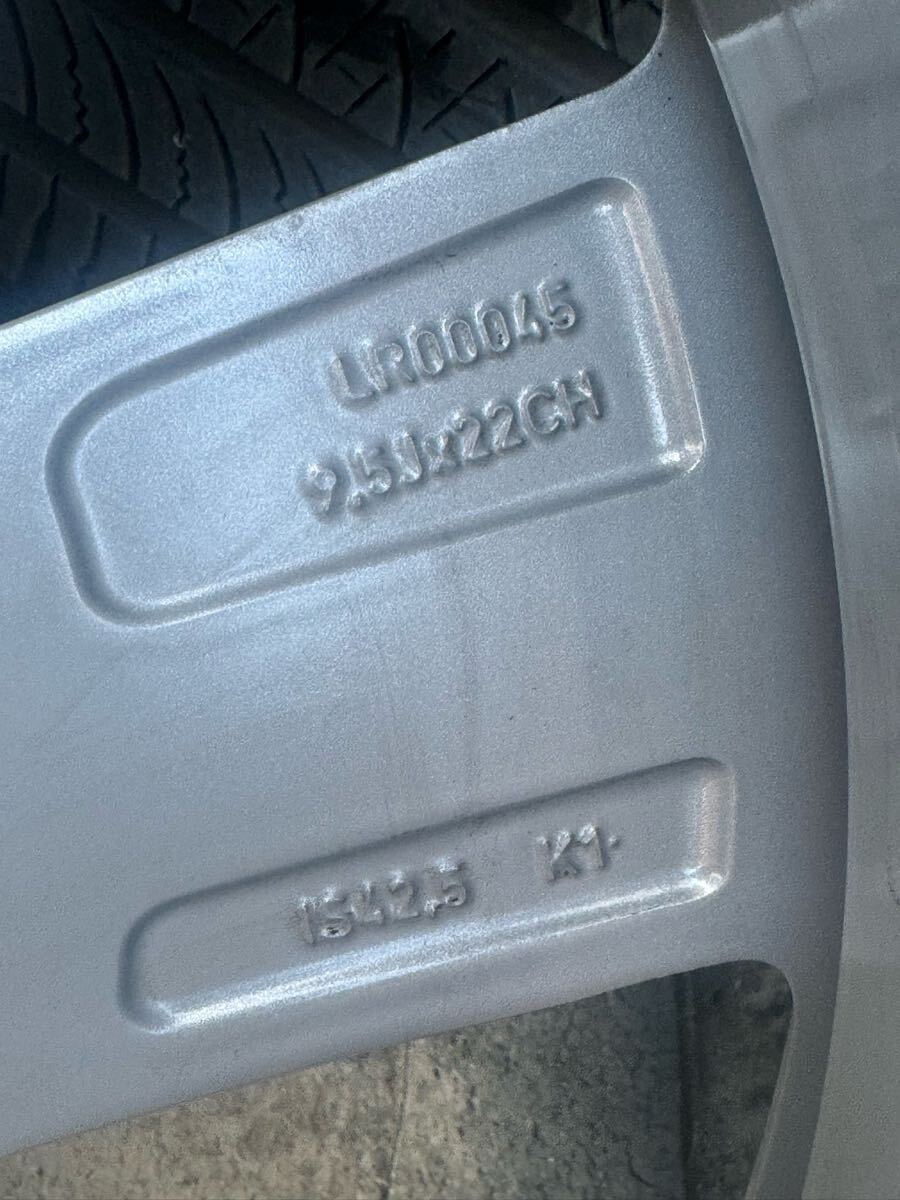 LR00045
9,5Jx22CH
IS42,5 K1